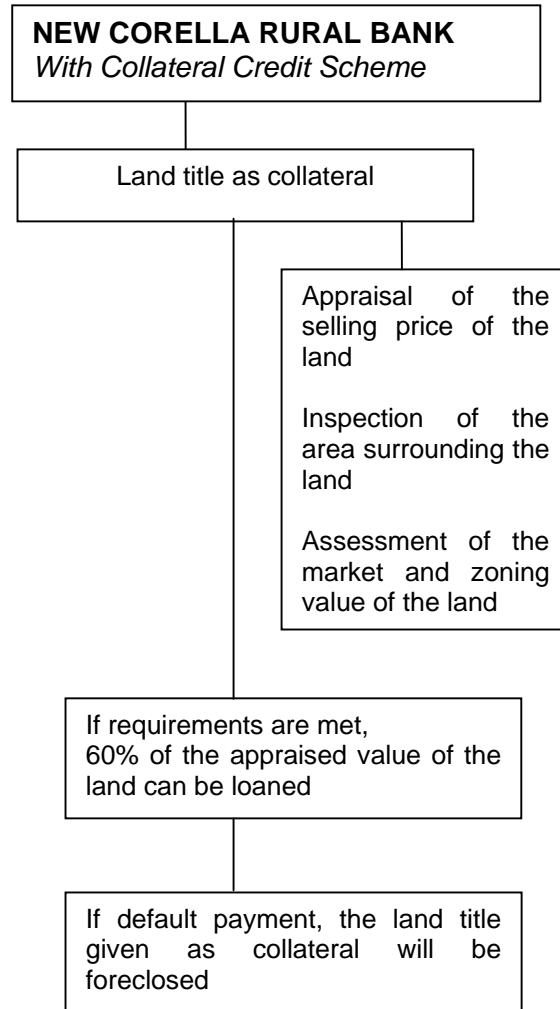 NEW CORELLA RURAL BANK
With Collateral Credit Scheme
Land title as collateral
Appraisal of the
selling price of the
land
Inspection of the
area surrounding the
land
Assessment of the
market and zoning
value of the land
If requirements are met,
60% of the appraised value of the
land can be loaned
If default payment, the land title
given as collateral will be
foreclosed